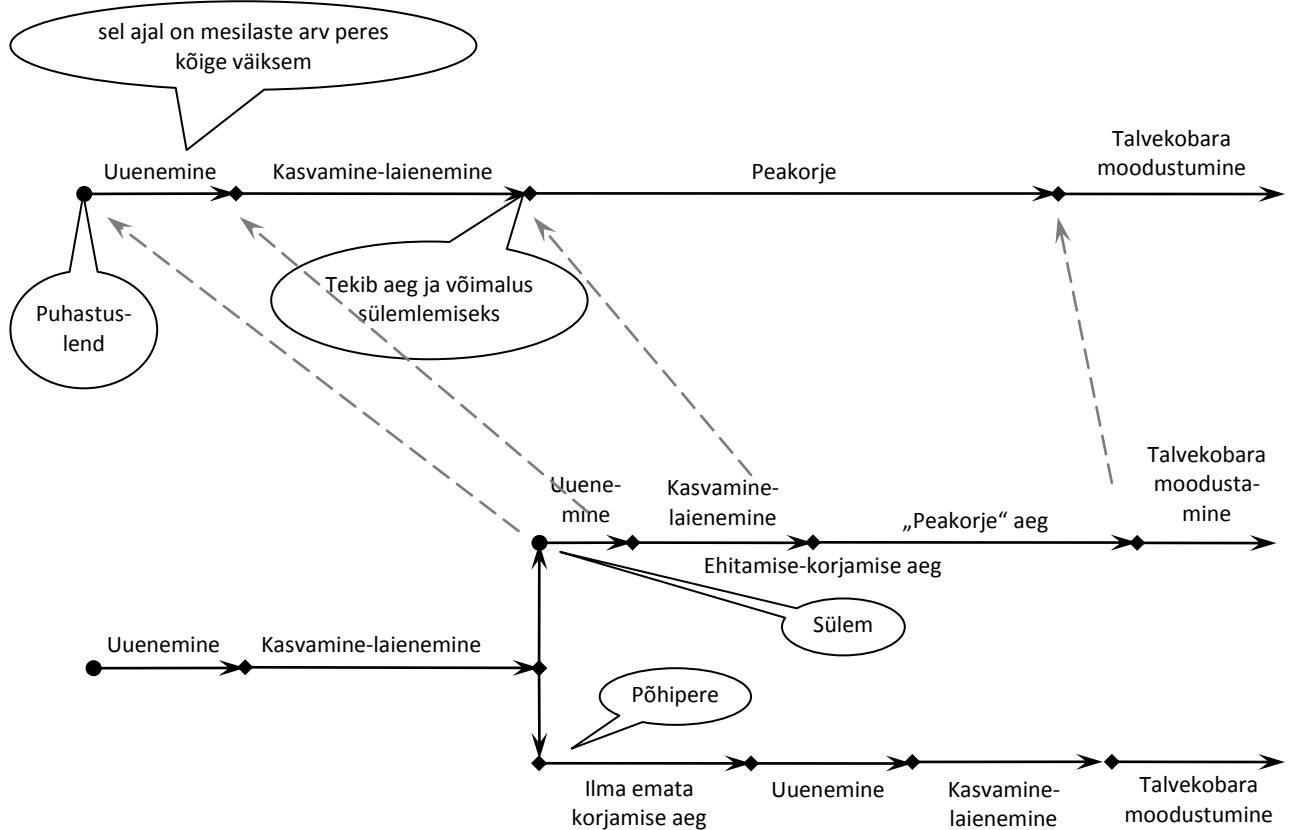 sel ajal on mesilaste arv peres
kõige väiksem
Uuenemine
Kasvamine-laienemine
Peakorje
Talvekobara
moodustumine
Puhastus-
lend
Tekib aeg ja võimalus
sülemlemiseks
Uuene-
mine
Kasvamine-
laienemine
„Peakorje“ aeg
Talvekobara
moodusta-
mine
Ehitamise-korjamise aeg
Sülem
Uuenemine
Kasvamine-laienemine
Põhipere
Ilma emata
korjamise aeg
Uuenemine
Kasvamine-
laienemine
Talvekobara
moodustumine